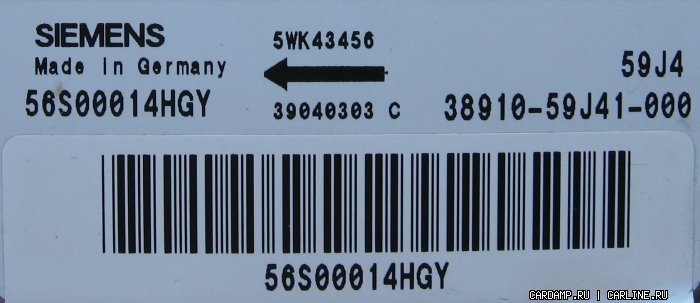 SIEMENS
5WK43456
Made In Germany
59J4
56S00014HGY
39040303 C
38910-59J41-000
56S00014HGY
CARDAMP.RU | CARLINE.RU